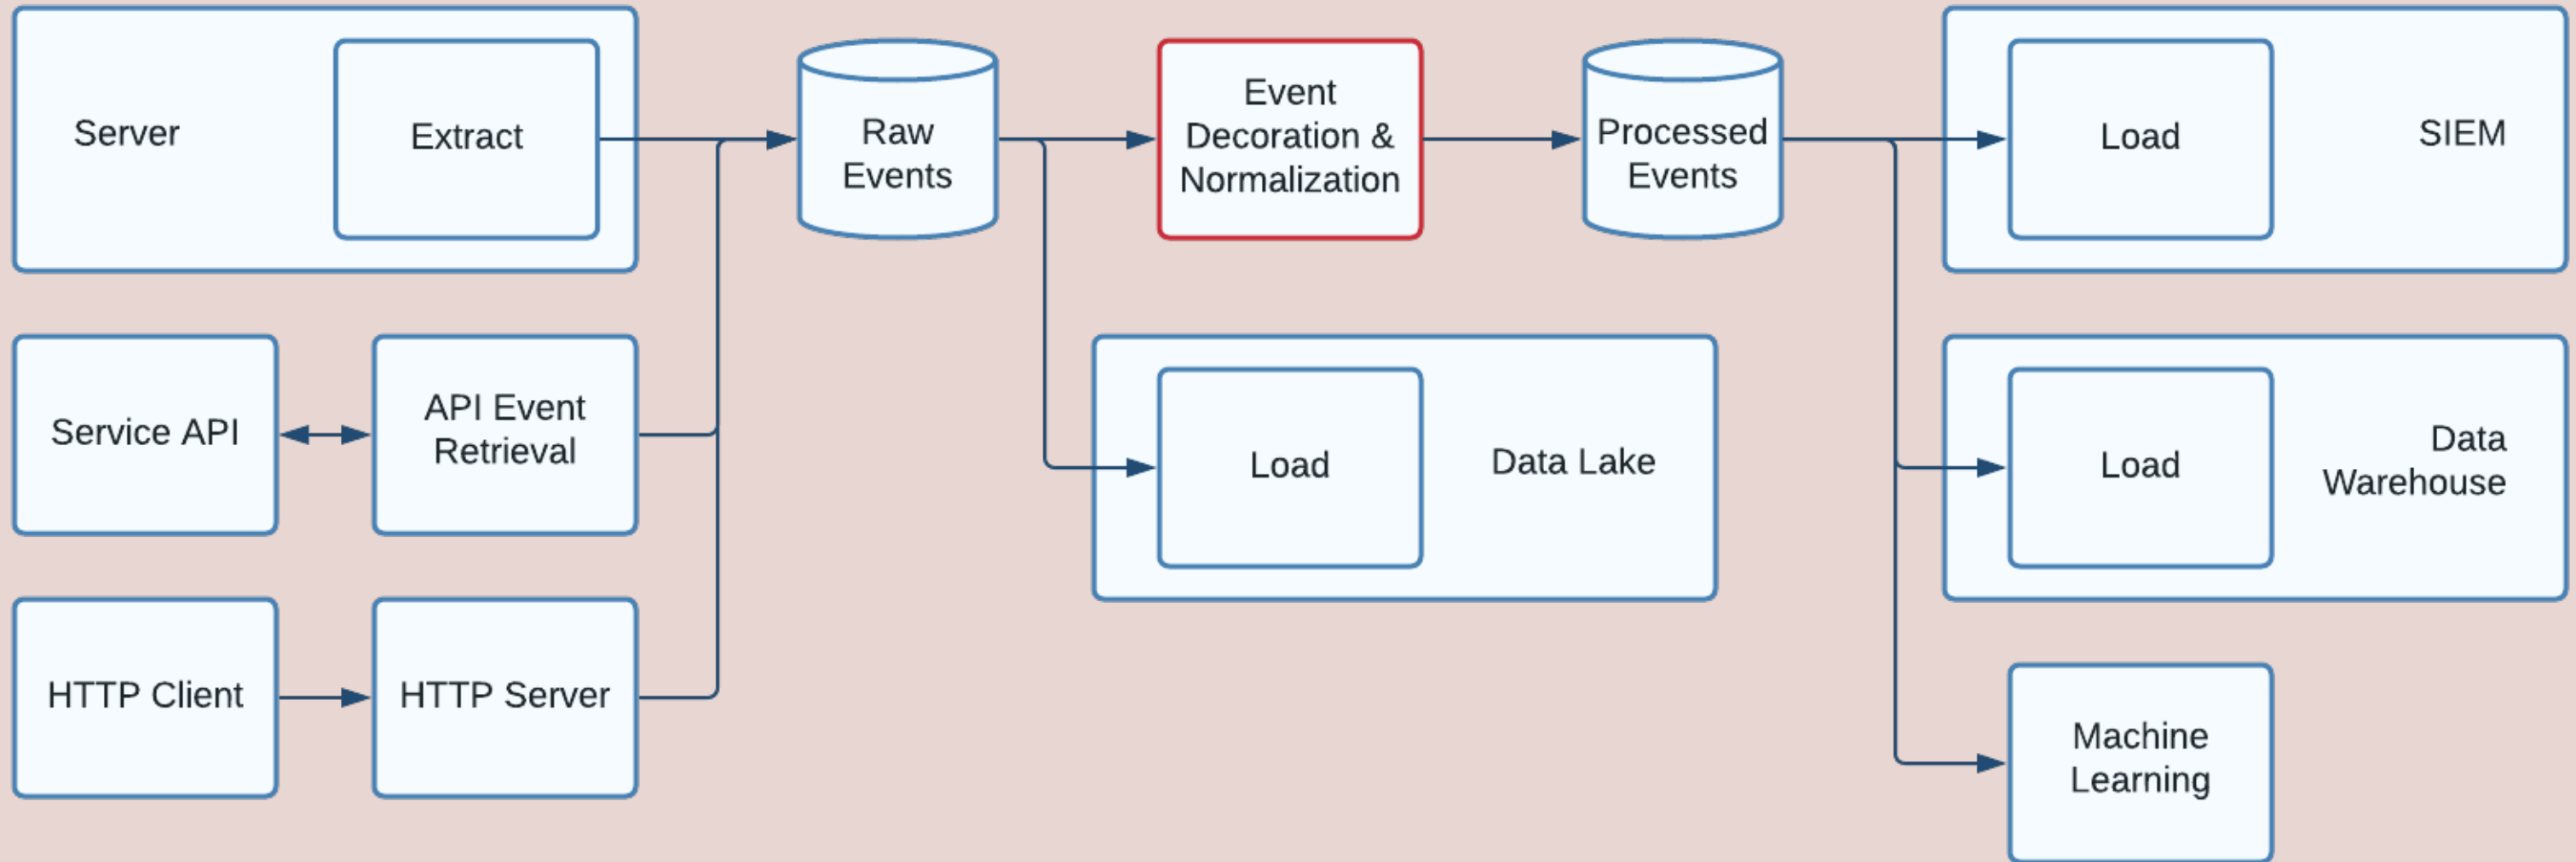 Server
Extract
Raw
Events
Event
Decoration &
Normalization
Processed
Events
Load
SIEM
Service API
API Event
Retrieval
Load
Data Lake
Load
Data
Warehouse
HTTP Client
HTTP Server
Machine
Learning